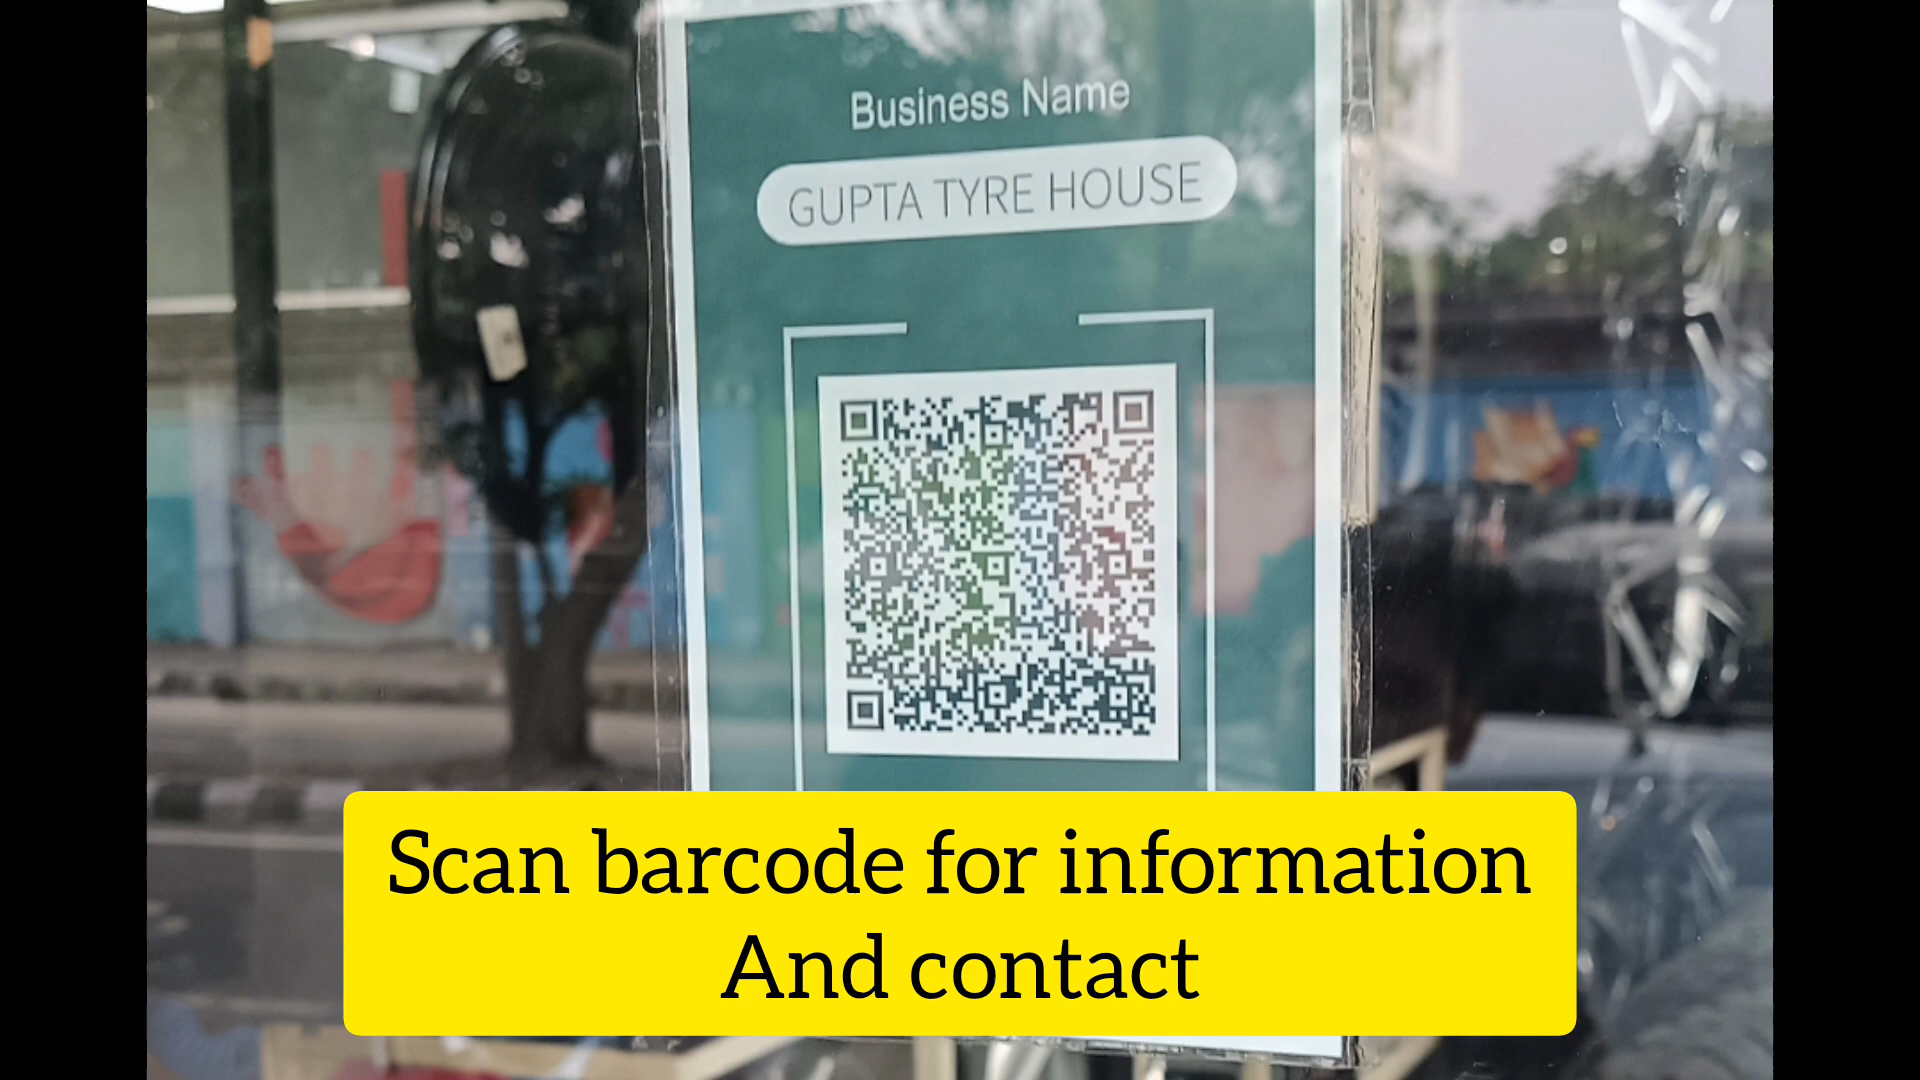 Business Name
GUPTA TYRE HOUSE
Scan barcode for information
And contact